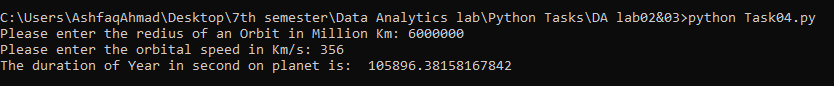 C:\Users\AshfaqAhmad\Desktop\7th semester\Data Analytics lab\Python Tasks\DA lab02&03>python Task04.py
Please enter the redius of an Orbit in Million Km: 6000000
Please enter the orbital speed in Km/s: 356
The duration of Year in second on planet is:  105896.38158167842